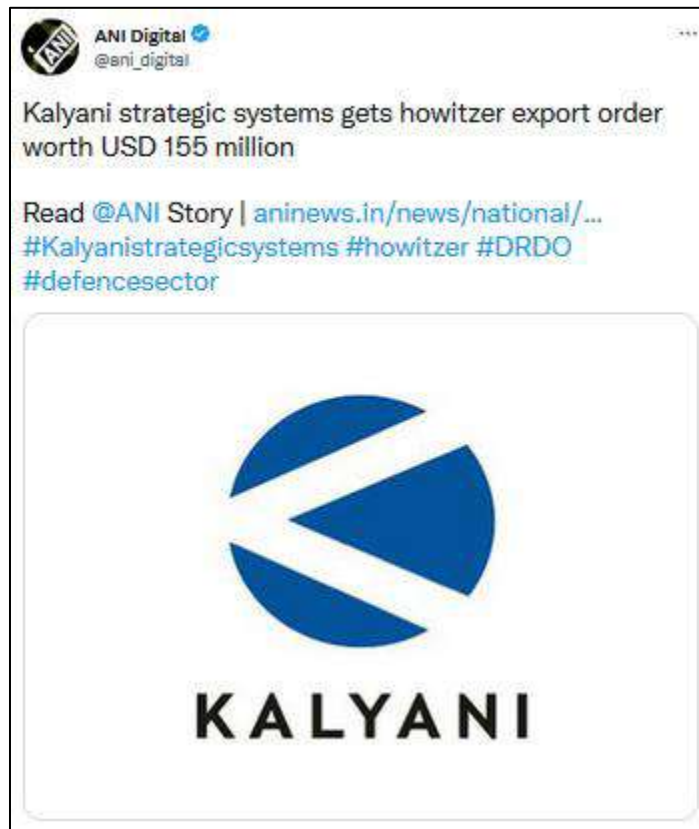 ANI
ANI Digital
@ani_digital
Kalyani strategic systems gets howitzer export order
worth USD 155 million
Read @ANI Story | aninews.in/news/national/...
#Kalyanistrategicsystems #howitzer #DRDO
#defencesector
KALYANI